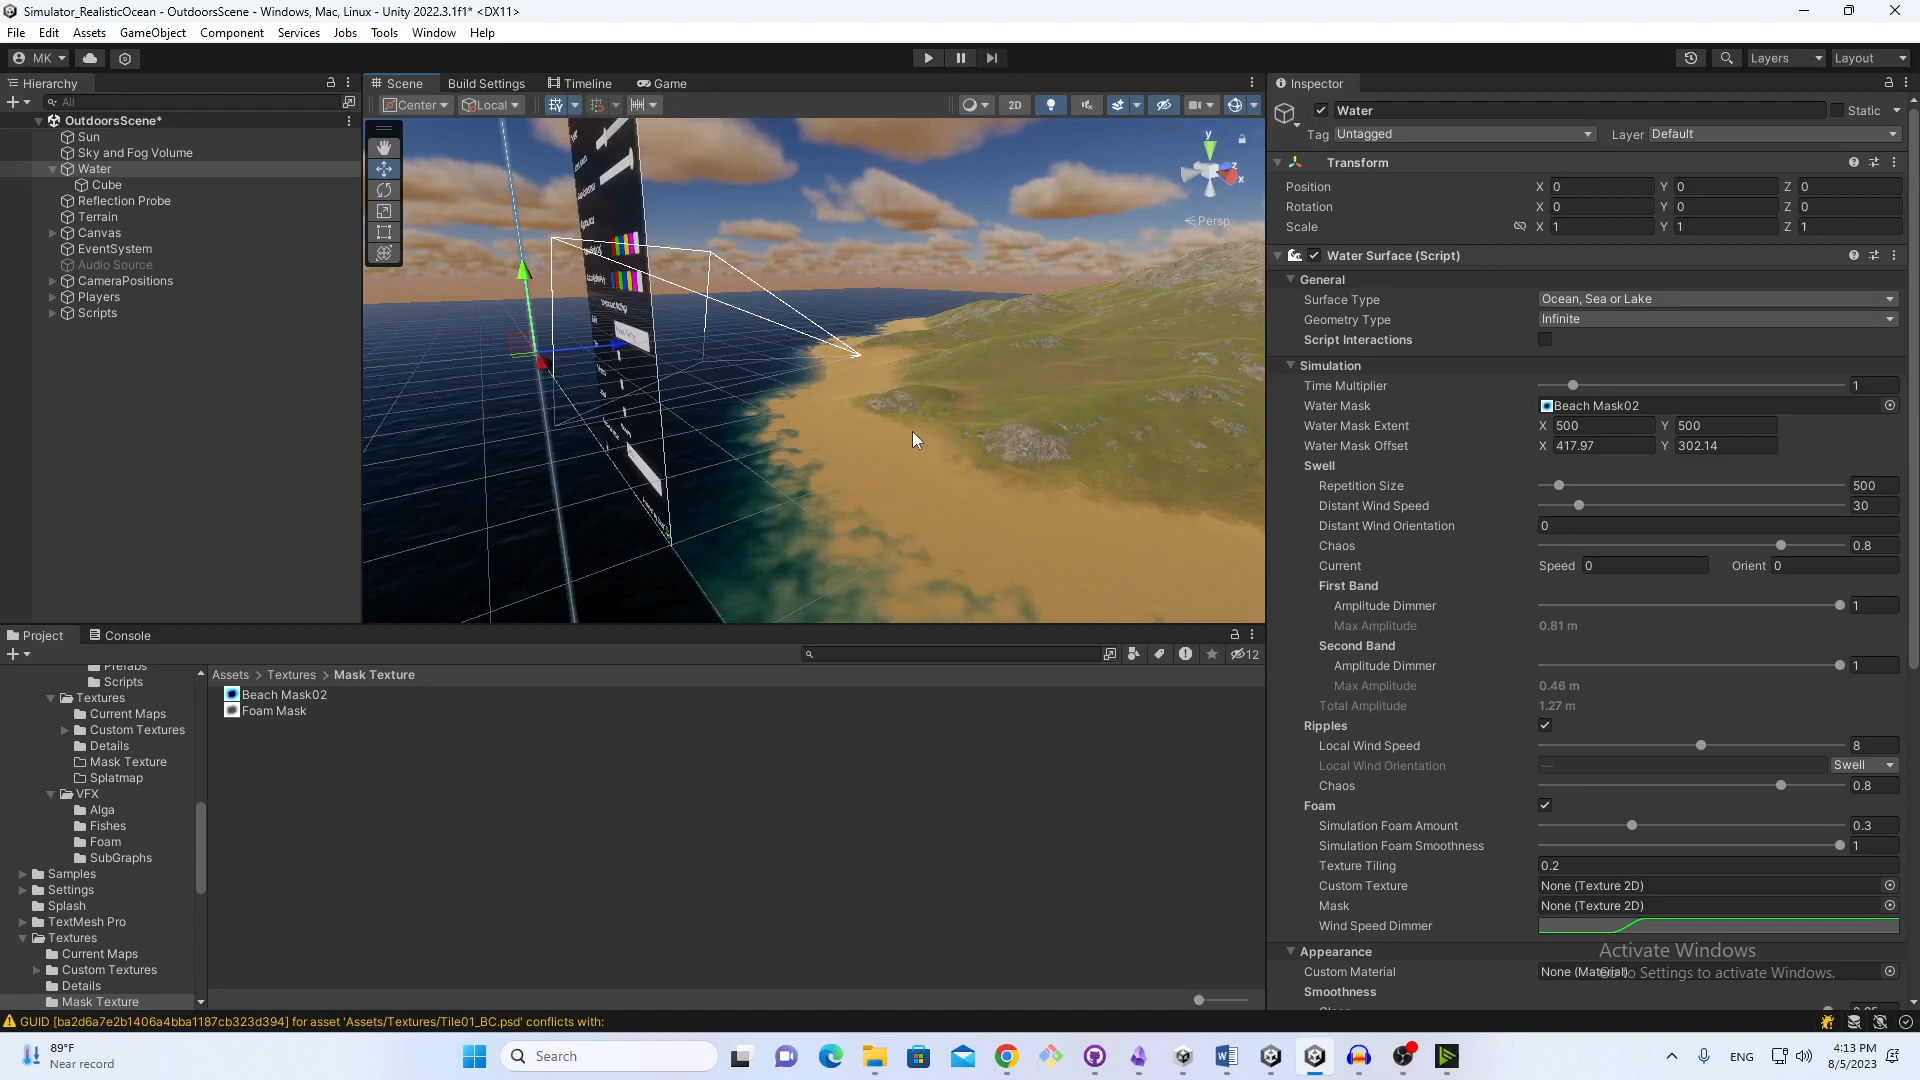 Simulator_RealisticOcean - OutdoorsScene - Windows, Mac, Linux - Unity 2022.3.1f1* <DX11>
File Edit Assets GameObject Component Services Jobs Tools Window Help
MK Layers Layout
Hierarchy Scene Build Settings Timeline Game Inspector
All Center Local 2D
OutdoorsScene*
Sun
Sky and Fog Volume
Water
Cube
Reflection Probe
Terrain
Canvas
EventSystem
Audio Source
CameraPositions
Players
Scripts
y
z
x
Persp
Water Static
Tag Untagged Layer Default
Transform
Position X 0 Y 0 Z 0
Rotation X 0 Y 0 Z 0
Scale X 1 Y 1 Z 1
Water Surface (Script)
General
Surface Type Ocean, Sea or Lake
Geometry Type Infinite
Script Interactions
Simulation
Time Multiplier 1
Water Mask Beach Mask02
Water Mask Extent X 500 Y 500
Water Mask Offset X 417.97 Y 302.14
Swell
Repetition Size 500
Distant Wind Speed 30
Distant Wind Orientation 0
Chaos 0.8
Current Speed 0 Orient 0
First Band
Amplitude Dimmer 1
Max Amplitude 0.81 m
Second Band
Amplitude Dimmer 1
Max Amplitude 0.46 m
Total Amplitude 1.27 m
Ripples
Local Wind Speed 8
Local Wind Orientation — Swell
Chaos 0.8
Foam
Simulation Foam Amount 0.3
Simulation Foam Smoothness 1
Texture Tiling 0.2
Custom Texture None (Texture 2D)
Mask None (Texture 2D)
Wind Speed Dimmer
Appearance
Custom Material None (Material)
Smoothness
Activate Windows
Go to Settings to activate Windows.
Project Console
12
Assets > Textures > Mask Texture
Beach Mask02
Foam Mask
Prefabs
Scripts
Textures
Current Maps
Custom Textures
Details
Mask Texture
Splatmap
VFX
Alga
Fishes
Foam
SubGraphs
Samples
Settings
Splash
TextMesh Pro
Textures
Current Maps
Custom Textures
Details
Mask Texture
GUID [ba2d6a7e2b1406a4bba1187cb323d394] for asset 'Assets/Textures/Tile01_BC.psd' conflicts with:
89°F
Near record
Search
ENG
4:13 PM
8/5/2023